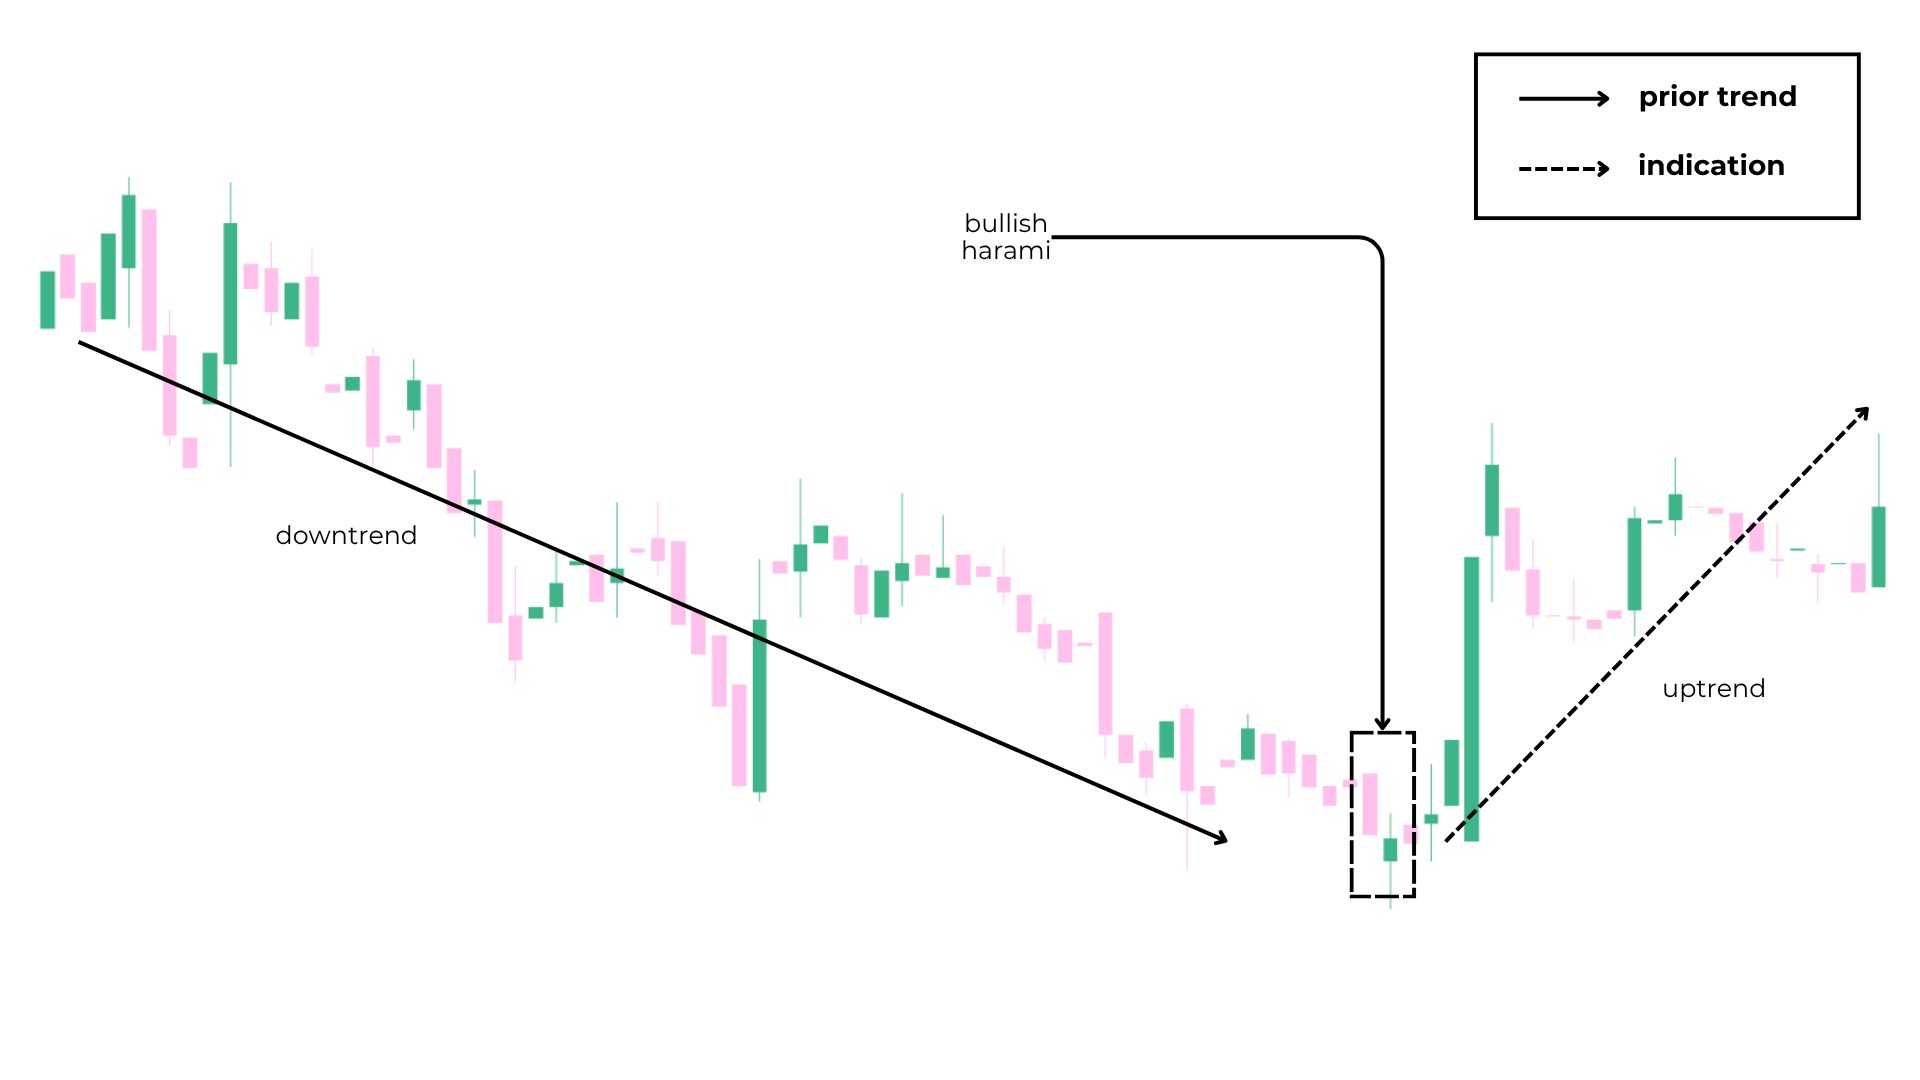 prior trend
indication
bullish
harami
downtrend
uptrend